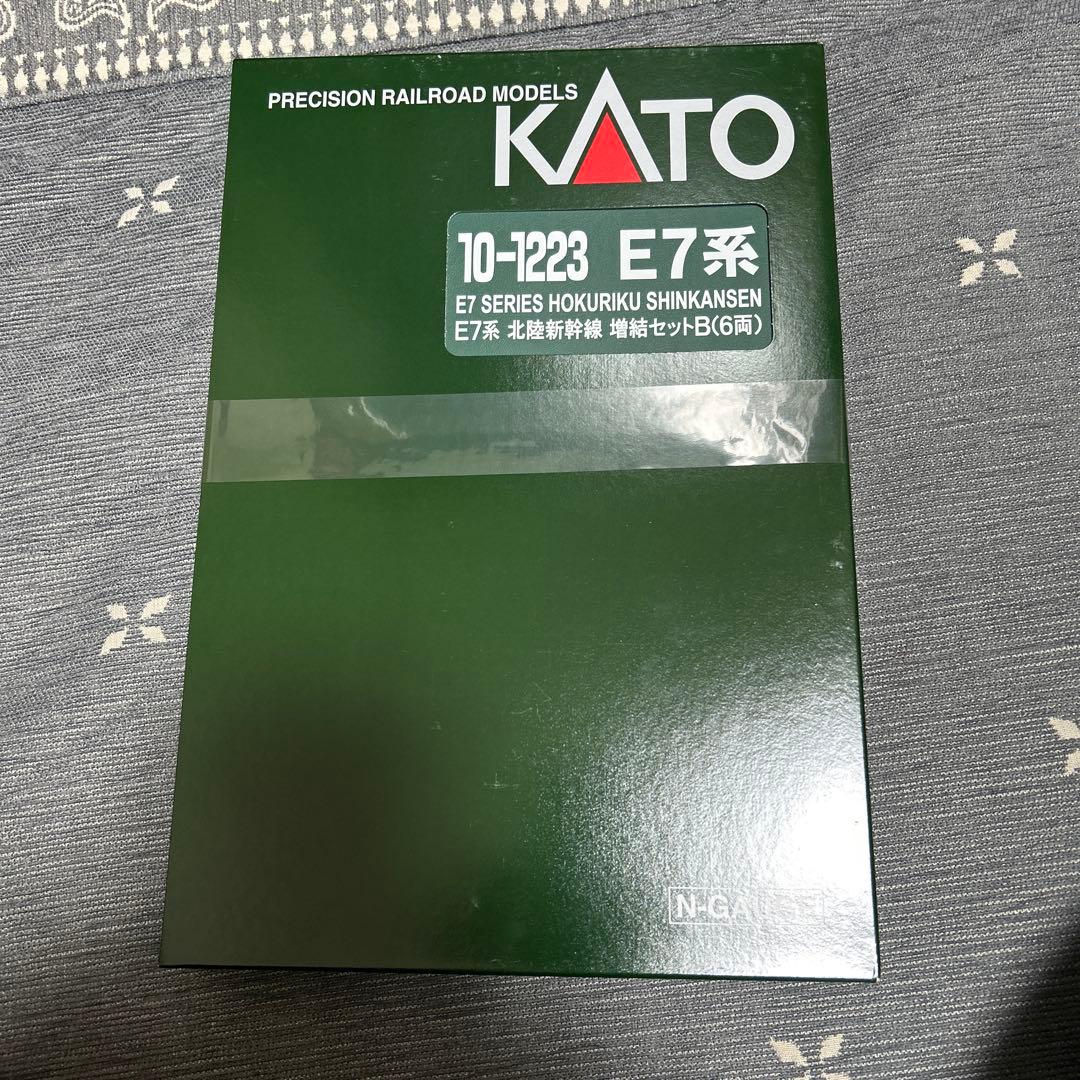 PRECISION RAILROAD MODELS
KATO
10-1223 E7系
E7 SERIES HOKURIKU SHINKANSEN
E7系 北陸新幹線 増結セットB(6両)
N-GAUGE